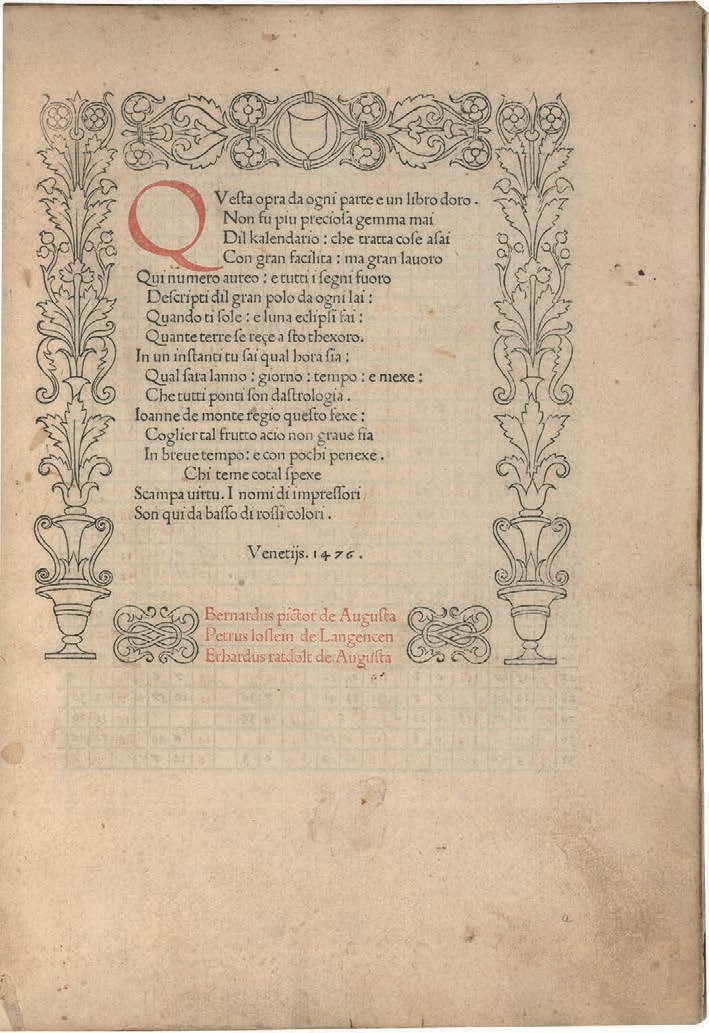 QVeſta opra da ogni parte e un libro doro.
Non fu piu precioſa gemma mai
Dil kalendario: che tratta coſe aſai
Con gran facilita: ma gran lauoro
Qui numero aureo: e tutti i ſegni fuoro
Deſcripti dil gran polo da ogni lai:
Quando ti ſole: e luna eclipſi fai:
Quante terre ſe reçe a ſto thexoro.
In un inſtanti tu ſai qual hora ſia:
Qual ſara lanno: giorno: tempo: e mexe:
Che tutti ponti ſon daſtrologia.
Ioanne de monte regio queſto fexe:
Coglier tal frutto acio non graue ſia
In breue tempo: e con pochi penexe.
Chi teme cotal ſpexe
Scampa uirtu. I nomi di impreſſori
Son qui da baſſo di roſſi colori.
Venetijs. 1476.
Bernardus pictor de Auguſta
Petrus loſlein de Langencen
Erhardus ratdolt de Auguſta